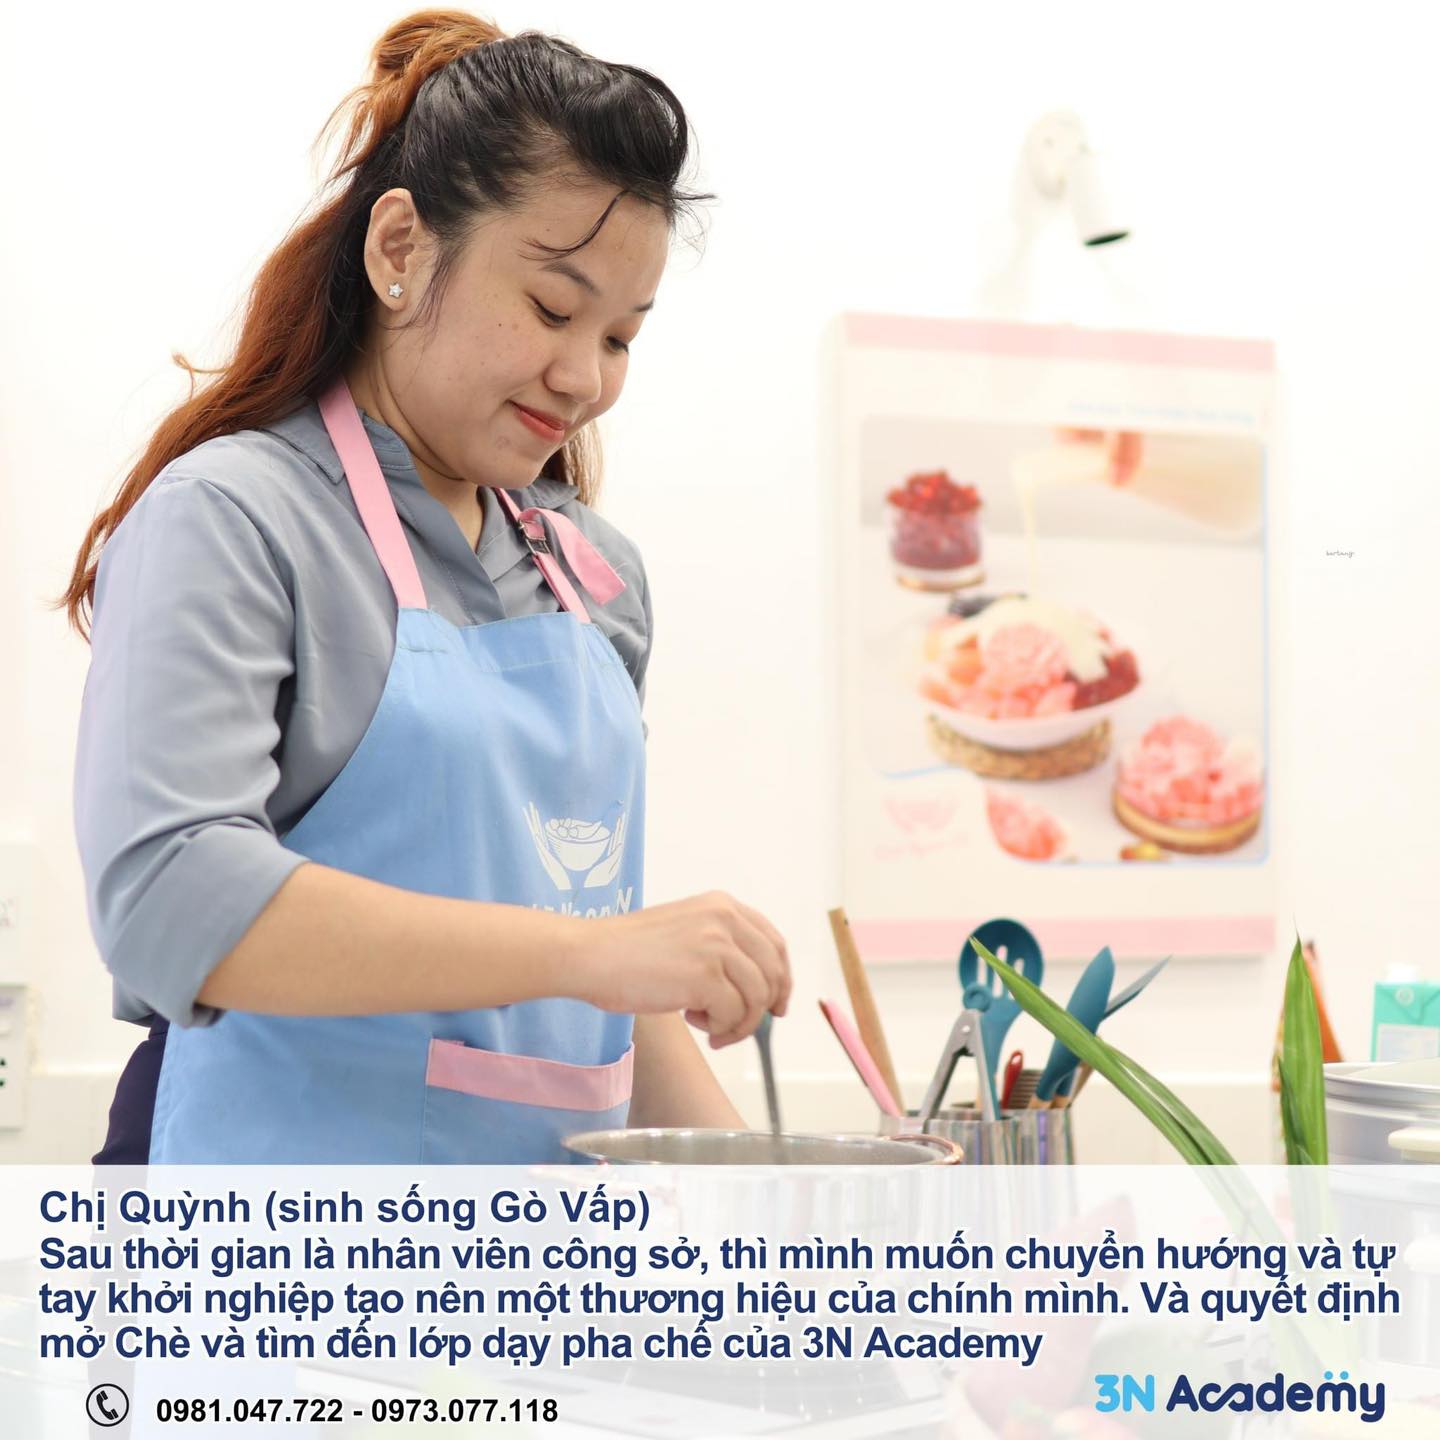 Chị Quỳnh (sinh sống Gò Vấp)
Sau thời gian là nhân viên công sở, thì mình muốn chuyển hướng và tự
tay khởi nghiệp tạo nên một thương hiệu của chính mình. Và quyết định
mở Chè và tìm đến lớp dạy pha chế của 3N Academy
0981.047.722 - 0973.077.118
3N Academy